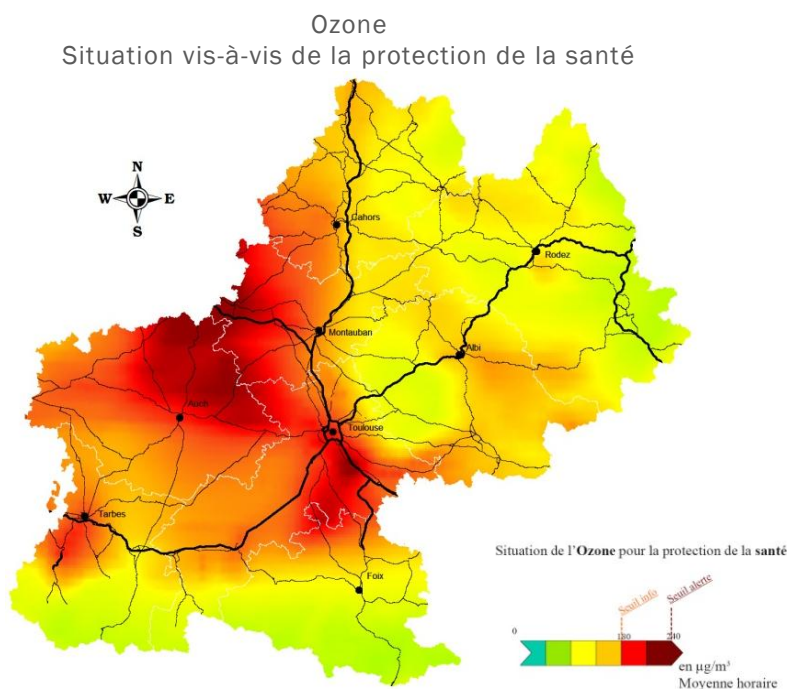 Ozone
Situation vis-à-vis de la protection de la santé
N
W E
S
Cahors
Rodez
Montauban
Albi
Auch
Toulouse
Tarbes
Foix
Situation de l'Ozone pour la protection de la santé
Seuil info
Seuil alerte
0
180
240
en µg/m³
Moyenne horaire